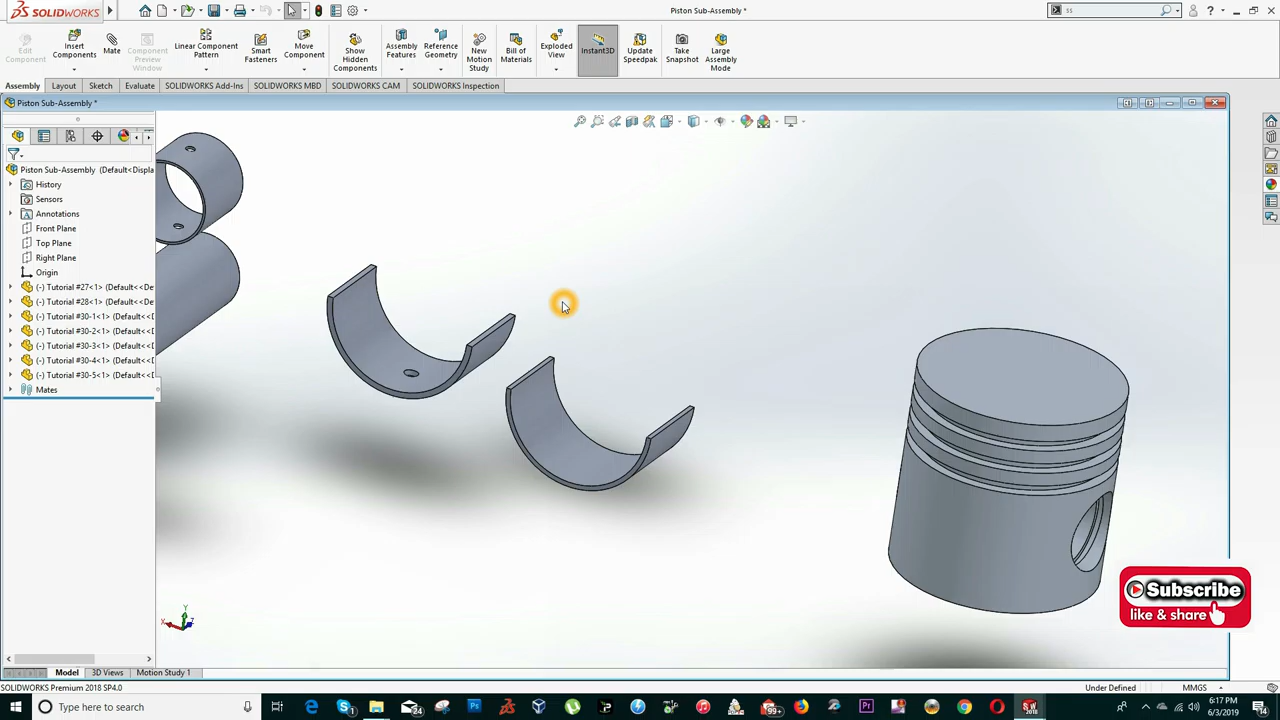 SOLIDWORKS
Piston Sub-Assembly *
ss
Edit Component
Insert Components
Mate
Component Preview Window
Linear Component Pattern
Smart Fasteners
Move Component
Show Hidden Components
Assembly Features
Reference Geometry
New Motion Study
Bill of Materials
Exploded View
Instant3D
Update Speedpak
Take Snapshot
Large Assembly Mode
Assembly Layout Sketch Evaluate SOLIDWORKS Add-Ins SOLIDWORKS MBD SOLIDWORKS CAM SOLIDWORKS Inspection
Piston Sub-Assembly *
Piston Sub-Assembly (Default<Displa
History
Sensors
Annotations
Front Plane
Top Plane
Right Plane
Origin
(-) Tutorial #27<1> (Default<<De
(-) Tutorial #28<1> (Default<<De
(-) Tutorial #30-1<1> (Default<<
(-) Tutorial #30-2<1> (Default<<
(-) Tutorial #30-3<1> (Default<<
(-) Tutorial #30-4<1> (Default<<
(-) Tutorial #30-5<1> (Default<<
Mates
Subscribe
like & share
Y
X
Z
Model 3D Views Motion Study 1
SOLIDWORKS Premium 2018 SP4.0
Under Defined
MMGS
Type here to search
24
99+
6:17 PM
6/3/2019